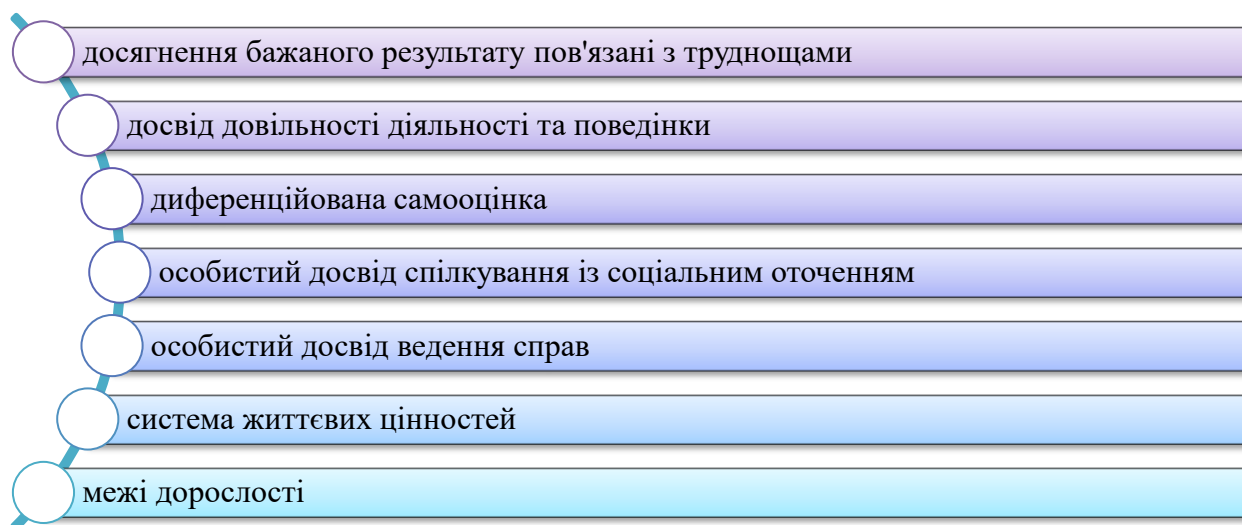 досягнення бажаного результату пов'язані з труднощами
досвід довільності діяльності та поведінки
диференційована самооцінка
особистий досвід спілкування із соціальним оточенням
особистий досвід ведення справ
система життєвих цінностей
межі дорослості